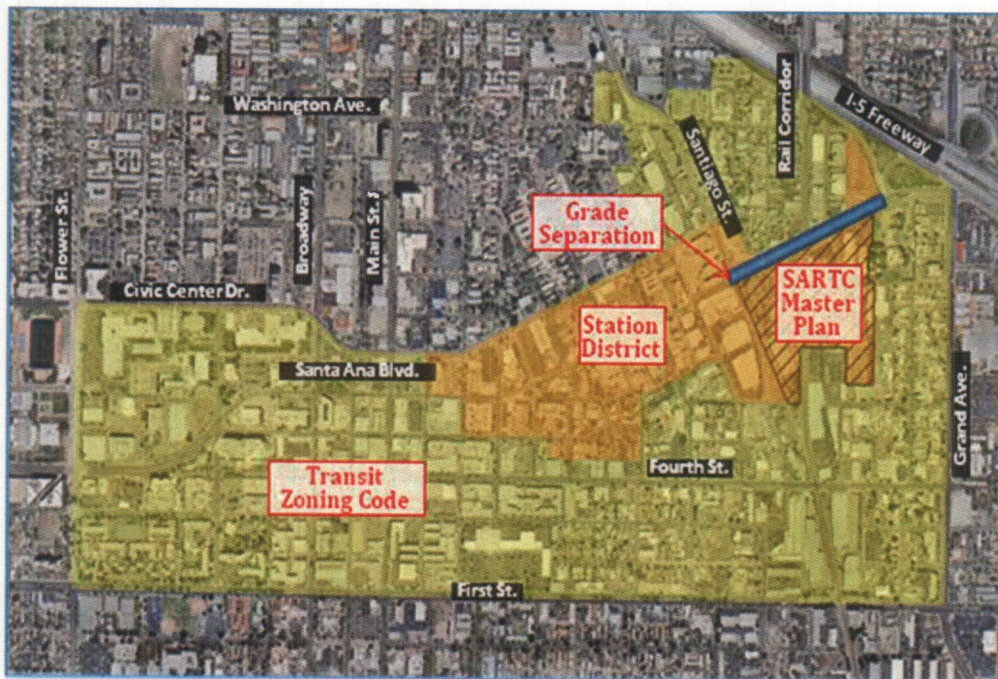 Washington Ave.
Rail Corridor
I-5 Freeway
Santiago St.
Flower St.
Broadway
Main St.
Grade
Separation
Civic Center Dr.
SARTC
Master
Plan
Station
District
Santa Ana Blvd.
Grand Ave.
Fourth St.
Transit
Zoning Code
First St.